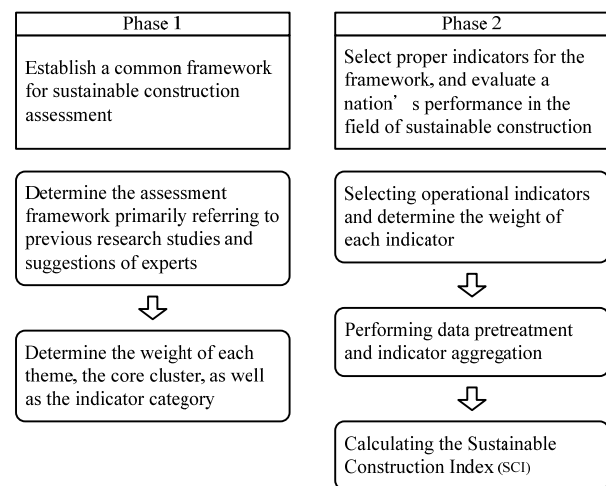 Phase 1
Establish a common framework
for sustainable construction
assessment
Determine the assessment
framework primarily referring to
previous research studies and
suggestions of experts
Determine the weight of each
theme, the core cluster, as well
as the indicator category
Phase 2
Select proper indicators for the
framework, and evaluate a
nation’ s performance in the
field of sustainable construction
Selecting operational indicators
and determine the weight of
each indicator
Performing data pretreatment
and indicator aggregation
Calculating the Sustainable
Construction Index (SCI)